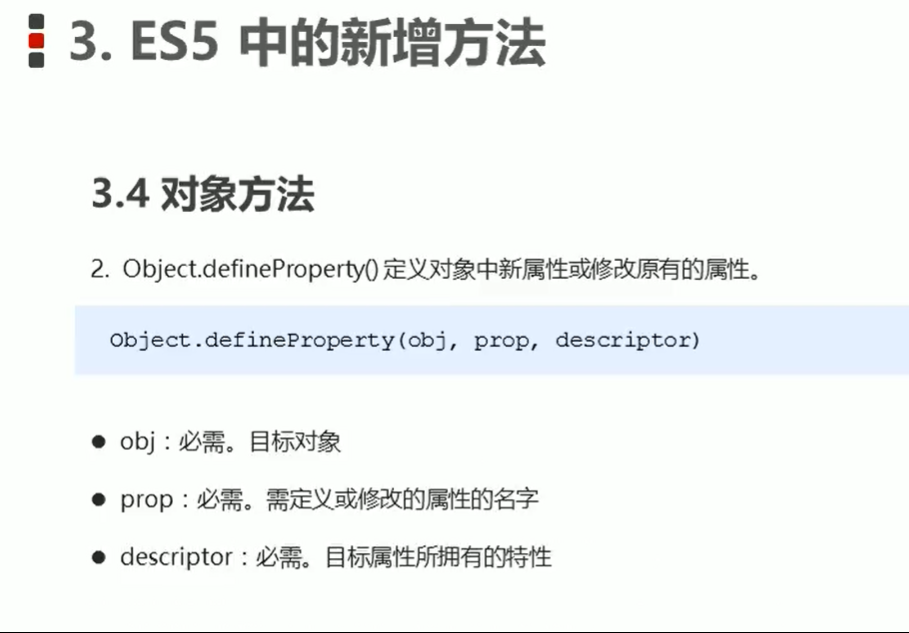 3. ES5 中的新增方法
3.4 对象方法
2. Object.defineProperty() 定义对象中新属性或修改原有的属性。
Object.defineProperty(obj, prop, descriptor)
● obj：必需。目标对象
● prop：必需。需定义或修改的属性的名字
● descriptor：必需。目标属性所拥有的特性